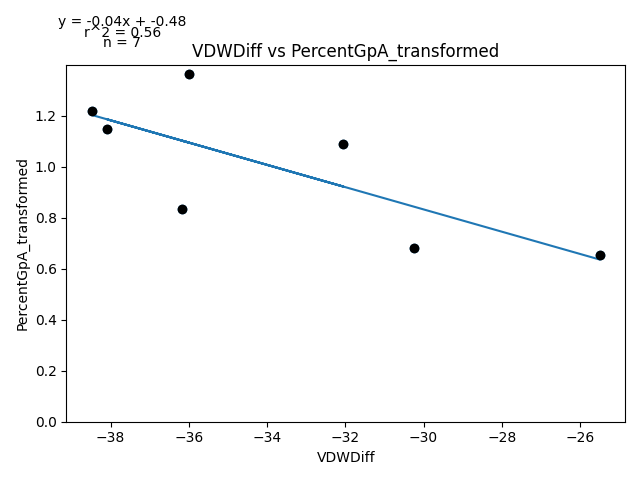 y = -0.04x + -0.48
r^2 = 0.56
n = 7
VDWDiff vs PercentGpA_transformed
PercentGpA_transformed
1.2
1.0
0.8
0.6
0.4
0.2
0.0
−38
−36
−34
−32
−30
−28
−26
VDWDiff